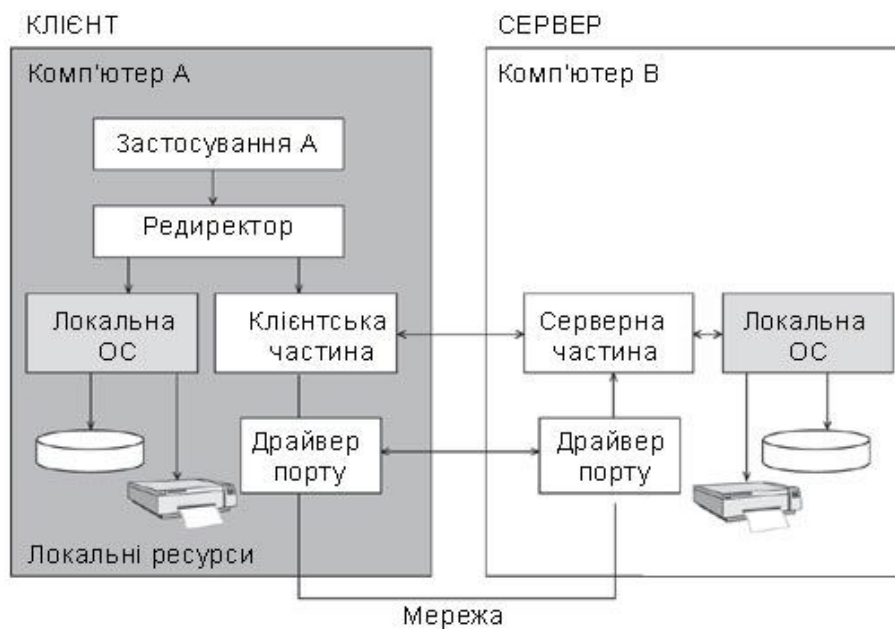 КЛІЄНТ
Комп'ютер А
Застосування А
Редиректор
Локальна
ОС
Клієнтська
частина
Драйвер
порту
Локальні ресурси
СЕРВЕР
Комп'ютер В
Серверна
частина
Локальна
ОС
Драйвер
порту
Мережа